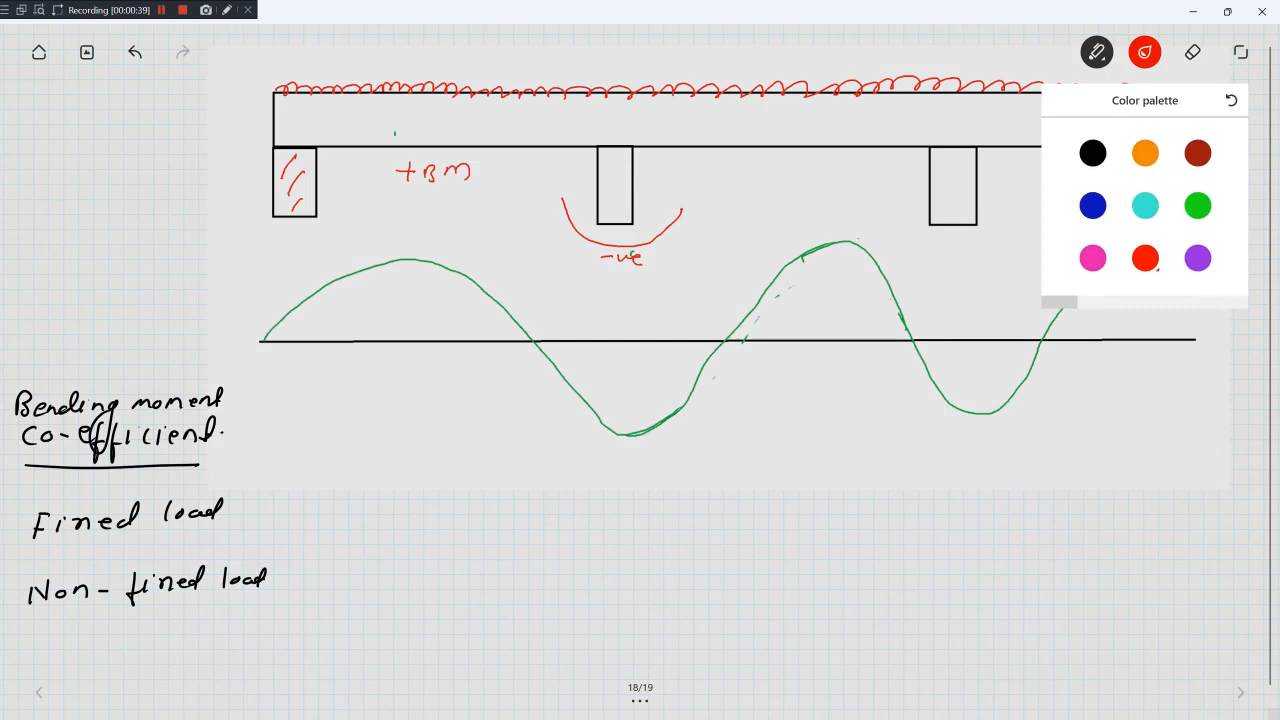 Recording [00:00:39]
Color palette
+BM
-ve
Bending moment
Co-efficient.
Fixed load
Non-fixed load
18/19